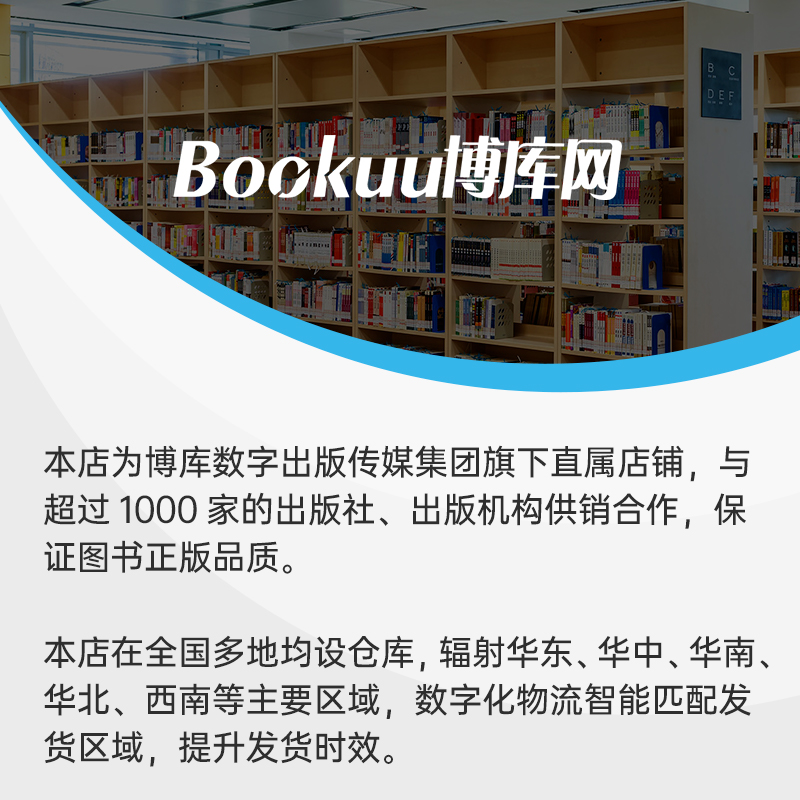 B C
D E F
Bookuu博库网
本店为博库数字出版传媒集团旗下直属店铺，与
超过 1000 家的出版社、出版机构供销合作，保
证图书正版品质。
本店在全国多地均设仓库，辐射华东、华中、华南、
华北、西南等主要区域，数字化物流智能匹配发
货区域，提升发货时效。